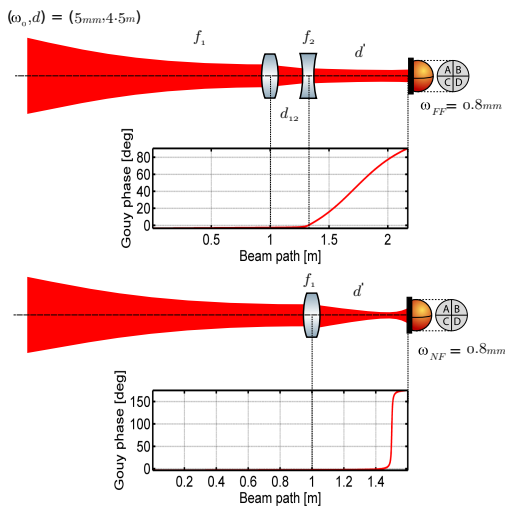 (ω₀,d) = (5mm,4.5m)
f₁ f₂ d'
A B
C D
d₁₂
ω_FF = 0.8mm
Gouy phase [deg]
80
60
40
20
0
0.5 1 1.5 2
Beam path [m]
f₁ d'
A B
C D
ω_NF = 0.8mm
Gouy phase [deg]
150
100
50
0
0.2 0.4 0.6 0.8 1 1.2 1.4
Beam path [m]